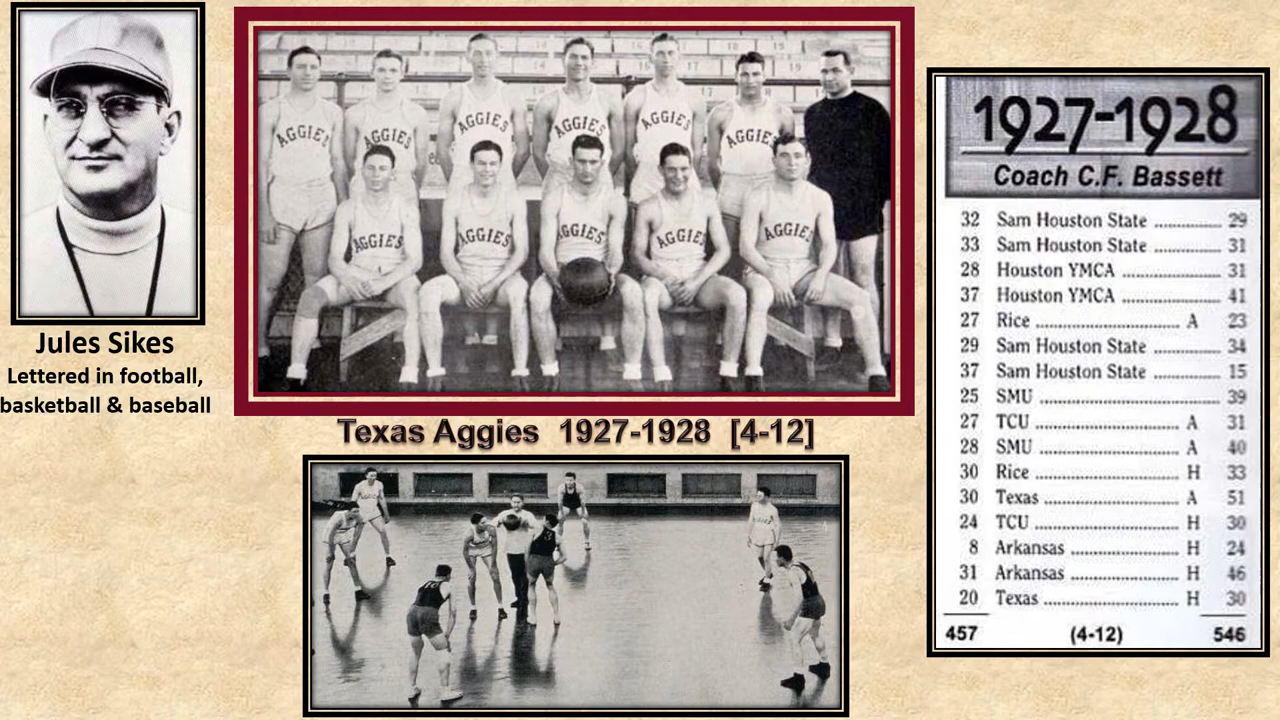 Jules Sikes
Lettered in football,
basketball & baseball
AGGIES AGGIES AGGIES AGGIES AGGIES
AGGIES AGGIES AGGIES AGGIES AGGIES
Texas Aggies 1927-1928 [4-12]
1927-1928
Coach C.F. Bassett
32 Sam Houston State ................ 29
33 Sam Houston State ................ 31
28 Houston YMCA ........................ 31
37 Houston YMCA ........................ 41
27 Rice ........................................ A 23
29 Sam Houston State ................ 34
37 Sam Houston State ................ 15
25 SMU ........................................ 39
27 TCU ........................................ A 31
28 SMU ........................................ A 40
30 Rice ........................................ H 33
30 Texas ........................................ A 51
24 TCU ........................................ H 30
8 Arkansas ................................ H 24
31 Arkansas ................................ H 46
20 Texas ........................................ H 30
457 (4-12) 546